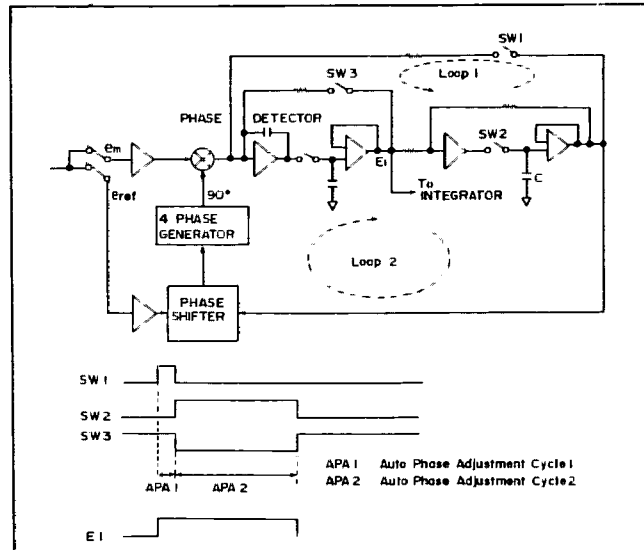 SW1
SW3
Loop 1
PHASE DETECTOR
SW2
em
E1
C
eref
90°
To
INTEGRATOR
4 PHASE
GENERATOR
Loop 2
PHASE
SHIFTER
SW1
SW2
SW3
APA 1 Auto Phase Adjustment Cycle 1
APA 1 APA 2
APA 2 Auto Phase Adjustment Cycle 2
E1